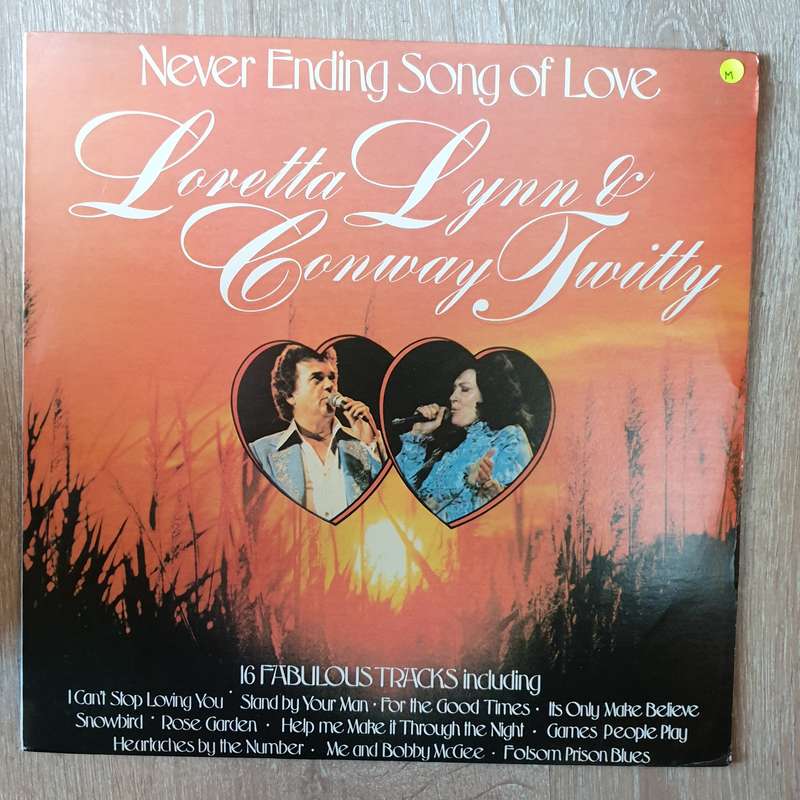 Never Ending Song of Love
M
Loretta Lynn &
Conway Twitty
16 FABULOUS TRACKS including
I Can't Stop Loving You · Stand by Your Man · For the Good Times · Its Only Make Believe
Snowbird · Rose Garden · Help me Make it Through the Night · Games People Play
Heartaches by the Number · Me and Bobby McGee · Folsom Prison Blues